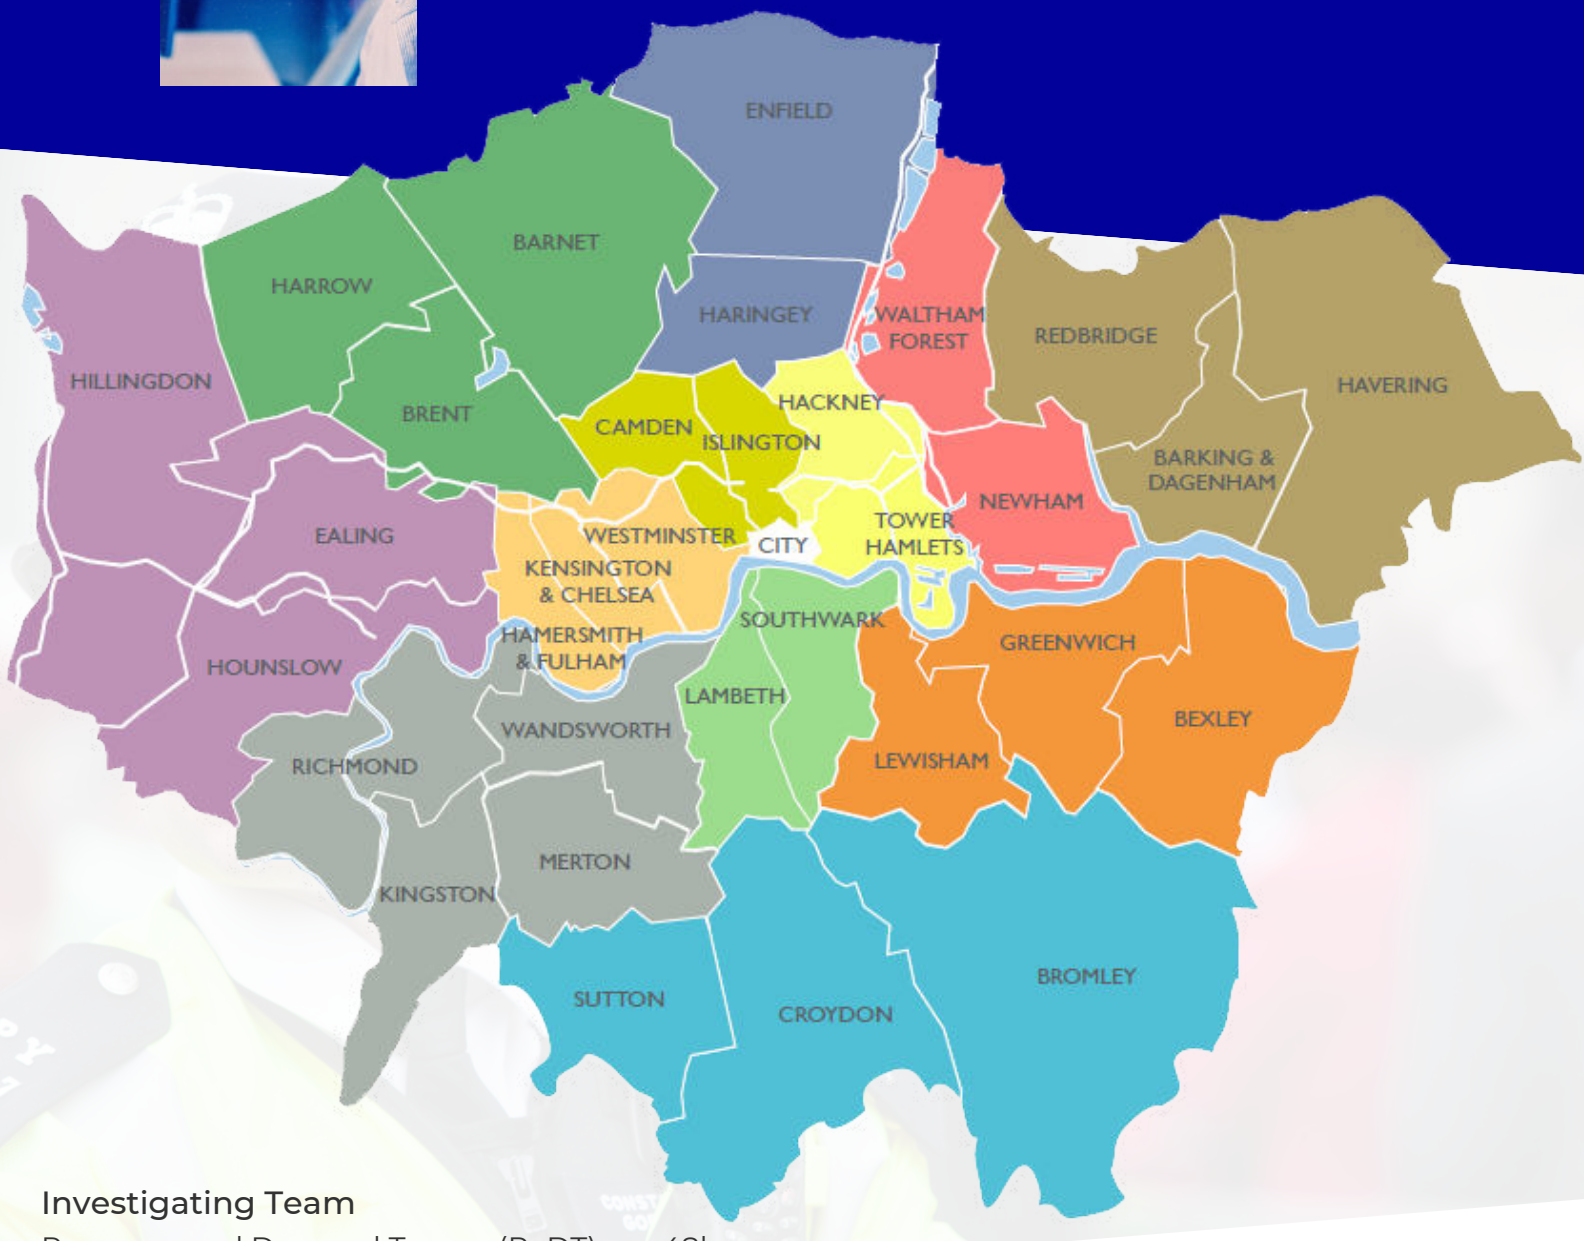 ENFIELD
BARNET
HARROW
HARINGEY
WALTHAM
FOREST
REDBRIDGE
HILLINGDON
HAVERING
BRENT
HACKNEY
CAMDEN
ISLINGTON
BARKING &
DAGENHAM
NEWHAM
EALING
WESTMINSTER
CITY
TOWER
HAMLETS
KENSINGTON
& CHELSEA
SOUTHWARK
HAMERSMITH
& FULHAM
GREENWICH
HOUNSLOW
LAMBETH
BEXLEY
WANDSWORTH
RICHMOND
LEWISHAM
MERTON
KINGSTON
BROMLEY
SUTTON
CROYDON
Investigating Team